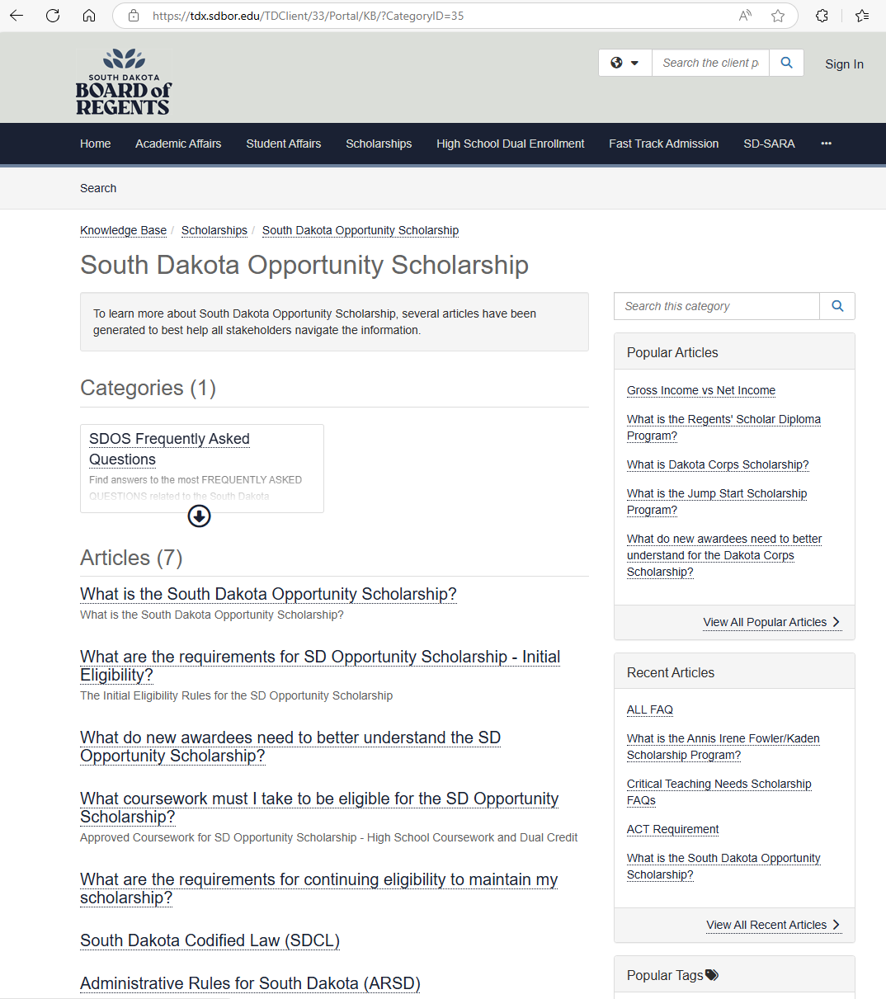 https://tdx.sdbor.edu/TDClient/33/Portal/KB/?CategoryID=35
SOUTH DAKOTA
BOARD of
REGENTS
Search the client p
Sign In
Home
Academic Affairs
Student Affairs
Scholarships
High School Dual Enrollment
Fast Track Admission
SD-SARA
Search
Knowledge Base / Scholarships / South Dakota Opportunity Scholarship
South Dakota Opportunity Scholarship
To learn more about South Dakota Opportunity Scholarship, several articles have been
generated to best help all stakeholders navigate the information.
Categories (1)
SDOS Frequently Asked
Questions
Find answers to the most FREQUENTLY ASKED
QUESTIONS related to the South Dakota
Articles (7)
What is the South Dakota Opportunity Scholarship?
What is the South Dakota Opportunity Scholarship?
What are the requirements for SD Opportunity Scholarship - Initial
Eligibility?
The Initial Eligibility Rules for the SD Opportunity Scholarship
What do new awardees need to better understand the SD
Opportunity Scholarship?
What coursework must I take to be eligible for the SD Opportunity
Scholarship?
Approved Coursework for SD Opportunity Scholarship - High School Coursework and Dual Credit
What are the requirements for continuing eligibility to maintain my
scholarship?
South Dakota Codified Law (SDCL)
Administrative Rules for South Dakota (ARSD)
Search this category
Popular Articles
Gross Income vs Net Income
What is the Regents' Scholar Diploma
Program?
What is Dakota Corps Scholarship?
What is the Jump Start Scholarship
Program?
What do new awardees need to better
understand for the Dakota Corps
Scholarship?
View All Popular Articles
Recent Articles
ALL FAQ
What is the Annis Irene Fowler/Kaden
Scholarship Program?
Critical Teaching Needs Scholarship
FAQs
ACT Requirement
What is the South Dakota Opportunity
Scholarship?
View All Recent Articles
Popular Tags